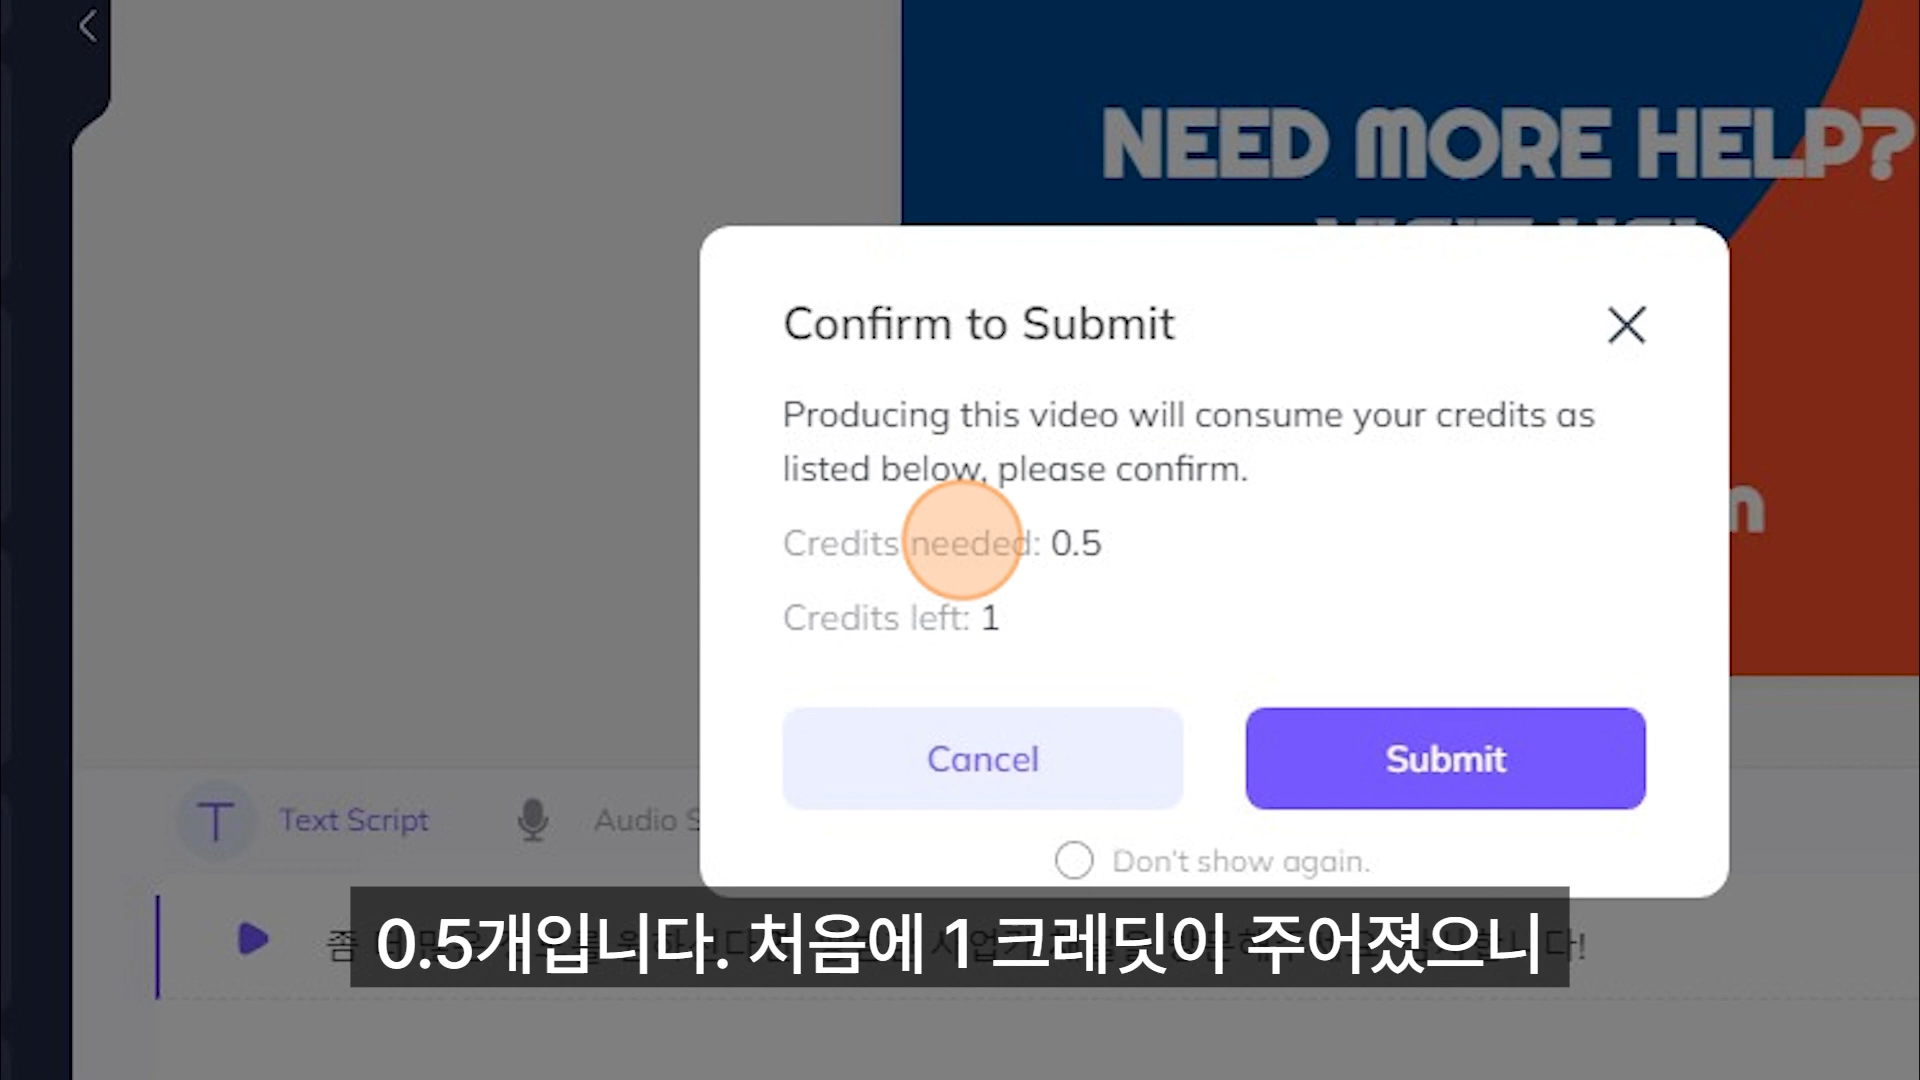 NEED MORE HELP?
Confirm to Submit
Producing this video will consume your credits as
listed below, please confirm.
Credits needed: 0.5
Credits left: 1
Cancel
Submit
Don't show again.
Text Script
Audio
0.5개입니다. 처음에 1 크레딧이 주어졌으니